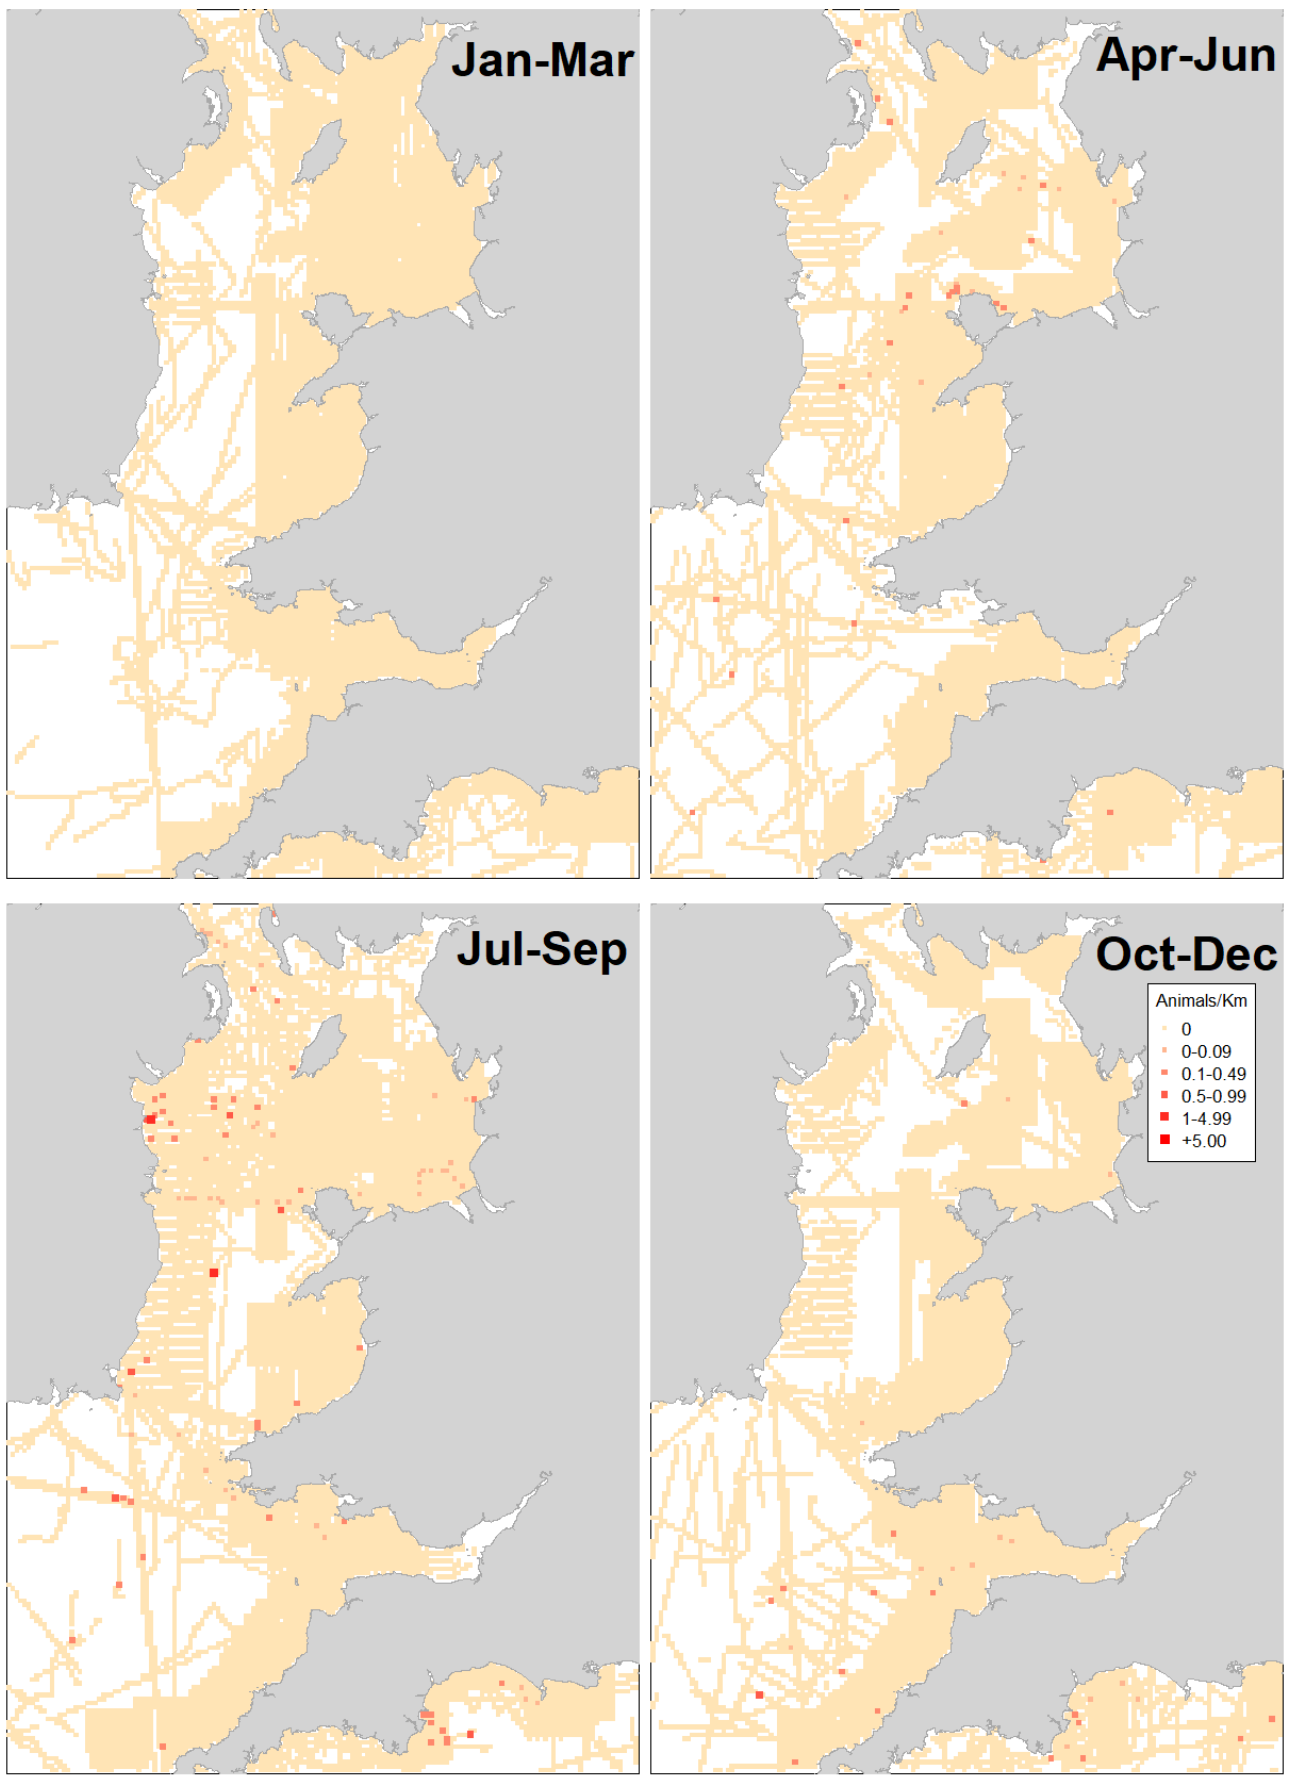 Jan-Mar
Apr-Jun
Jul-Sep
Oct-Dec
Animals/Km
0
0-0.09
0.1-0.49
0.5-0.99
1-4.99
+5.00